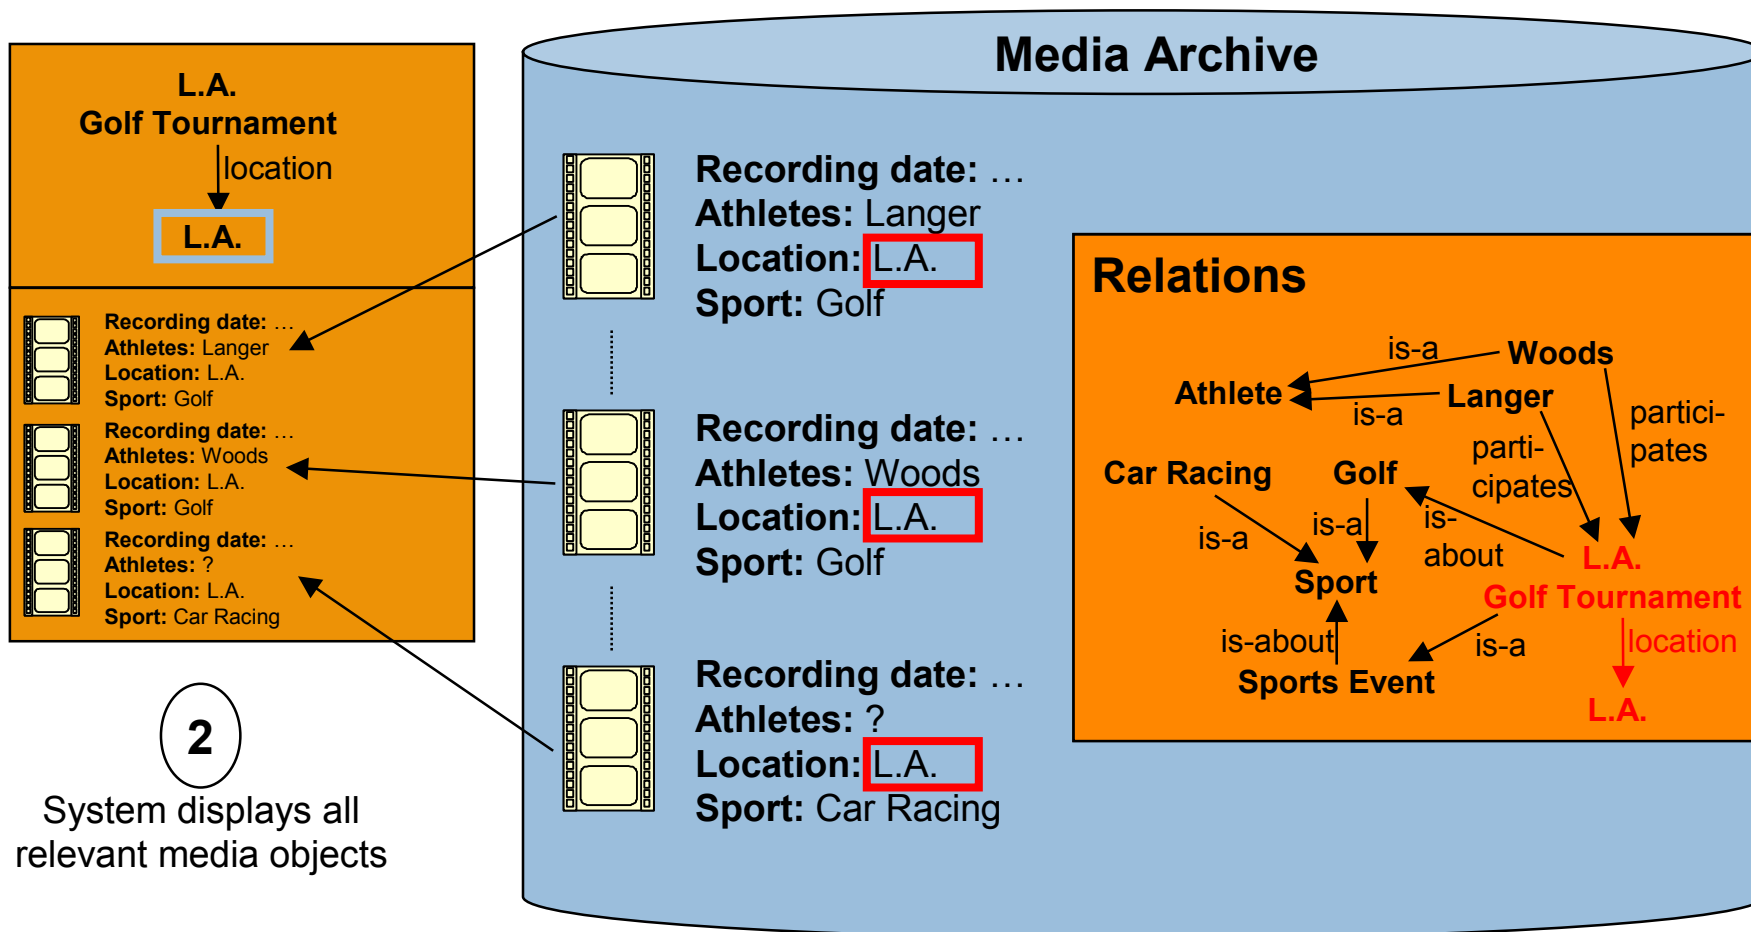 L.A.
Golf Tournament
location
L.A.
Recording date: …
Athletes: Langer
Location: L.A.
Sport: Golf
Recording date: …
Athletes: Woods
Location: L.A.
Sport: Golf
Recording date: …
Athletes: ?
Location: L.A.
Sport: Car Racing
2
System displays all
relevant media objects
Media Archive
Recording date: …
Athletes: Langer
Location: L.A.
Sport: Golf
Recording date: …
Athletes: Woods
Location: L.A.
Sport: Golf
Recording date: …
Athletes: ?
Location: L.A.
Sport: Car Racing
Relations
is-a
Woods
Athlete
is-a
Langer
partici-
pates
parti-
cipates
Car Racing
Golf
is-a
is-a
is-
about
Sport
L.A.
Golf Tournament
is-about
is-a
location
Sports Event
L.A.